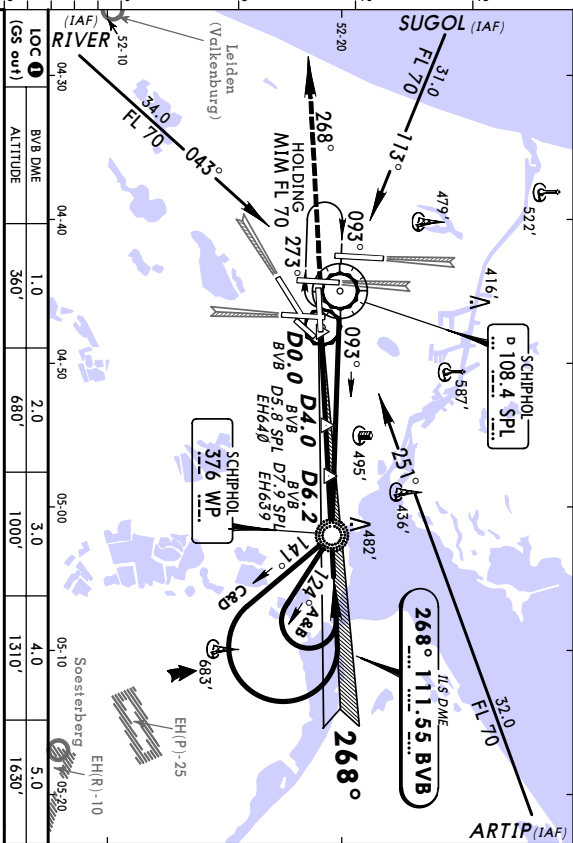 (IAF)
RIVER
SUGOL (IAF)
52-10
52-20
Leiden
(Valkenburg)
04-30
31.0
FL 70
113°
34.0
FL 70
043°
268°
HOLDING
MIM FL 70
093°
273°
04-40
479'
522'
416'
SCHIPHOL
D 108.4 SPL
04-50
093°
587'
495'
251°
436'
D0.0
BVB
D4.0
BVB
D5.8 SPL
EH640
D6.2
BVB
D7.9 SPL
EH639
SCHIPHOL
376 WP
05-00
482'
141°
C&D
124°A&B
ILS DME
268° 111.55 BVB
32.0
FL 70
05-10
683'
268°
EH(P)-25
Soesterberg
EH(R)-10
05-20
ARTIP (IAF)
LOC 1
(GS out)
BVB DME
1.0
2.0
3.0
4.0
5.0
ALTITUDE
360'
680'
1000'
1310'
1630'